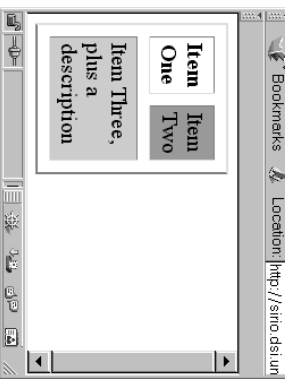 Bookmarks Location: http://sirio.dsi.un
Item One
Item Two
Item Three,
plus a
description